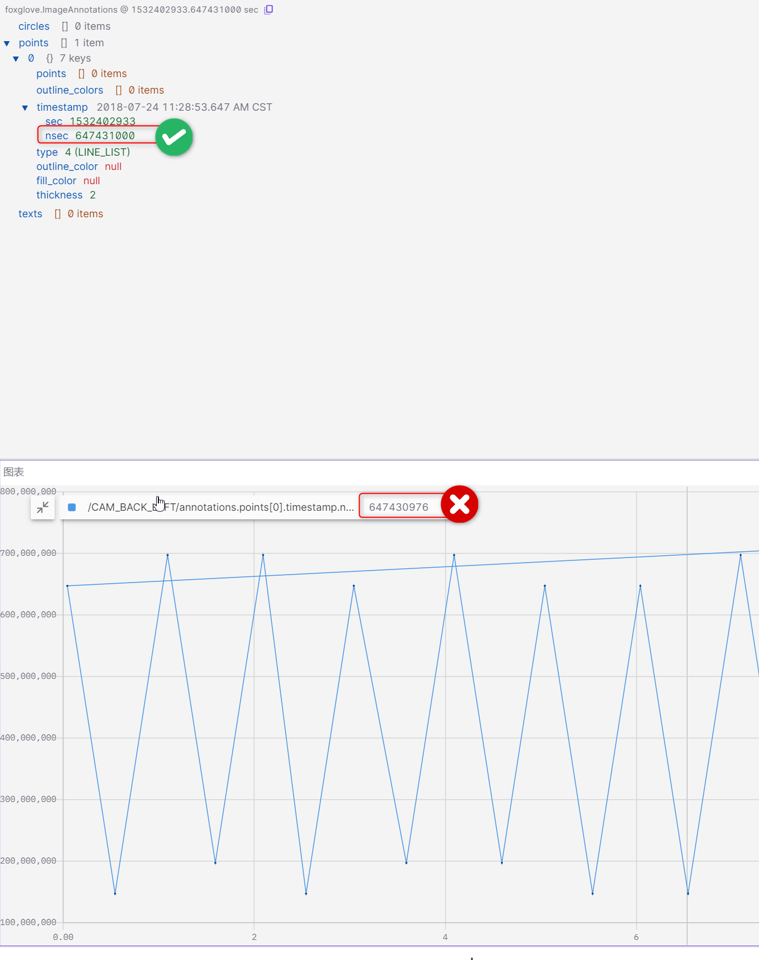 foxglove.ImageAnnotations @ 1532402933.647431000 sec
circles [] 0 items
points [] 1 item
0 {} 7 keys
points [] 0 items
outline_colors [] 0 items
timestamp 2018-07-24 11:28:53.647 AM CST
sec 1532402933
nsec 647431000
type 4 (LINE_LIST)
outline_color null
fill_color null
thickness 2
texts [] 0 items
图表
800,000,000
/CAM_BACK_LEFT/annotations.points[0].timestamp.n... 647430976
700,000,000
600,000,000
500,000,000
400,000,000
300,000,000
200,000,000
100,000,000
0.00 2 4 6